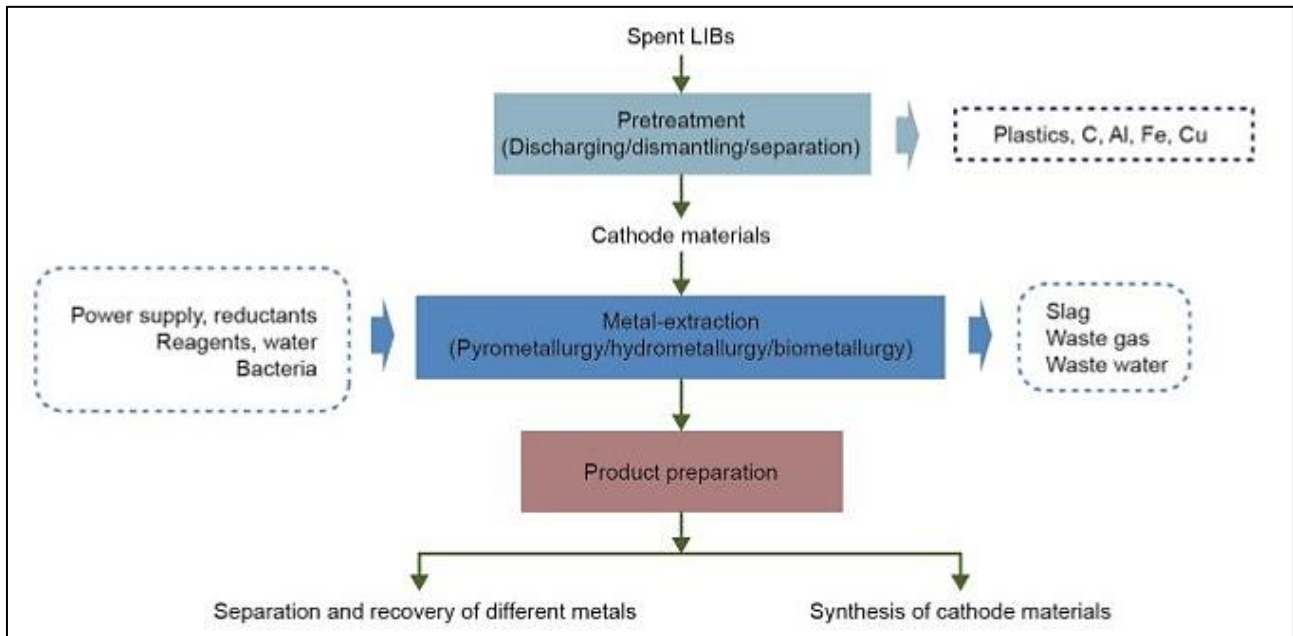 Spent LIBs
Pretreatment
(Discharging/dismantling/separation)
Plastics, C, Al, Fe, Cu
Cathode materials
Power supply, reductants
Reagents, water
Bacteria
Metal-extraction
(Pyrometallurgy/hydrometallurgy/biometallurgy)
Slag
Waste gas
Waste water
Product preparation
Separation and recovery of different metals
Synthesis of cathode materials